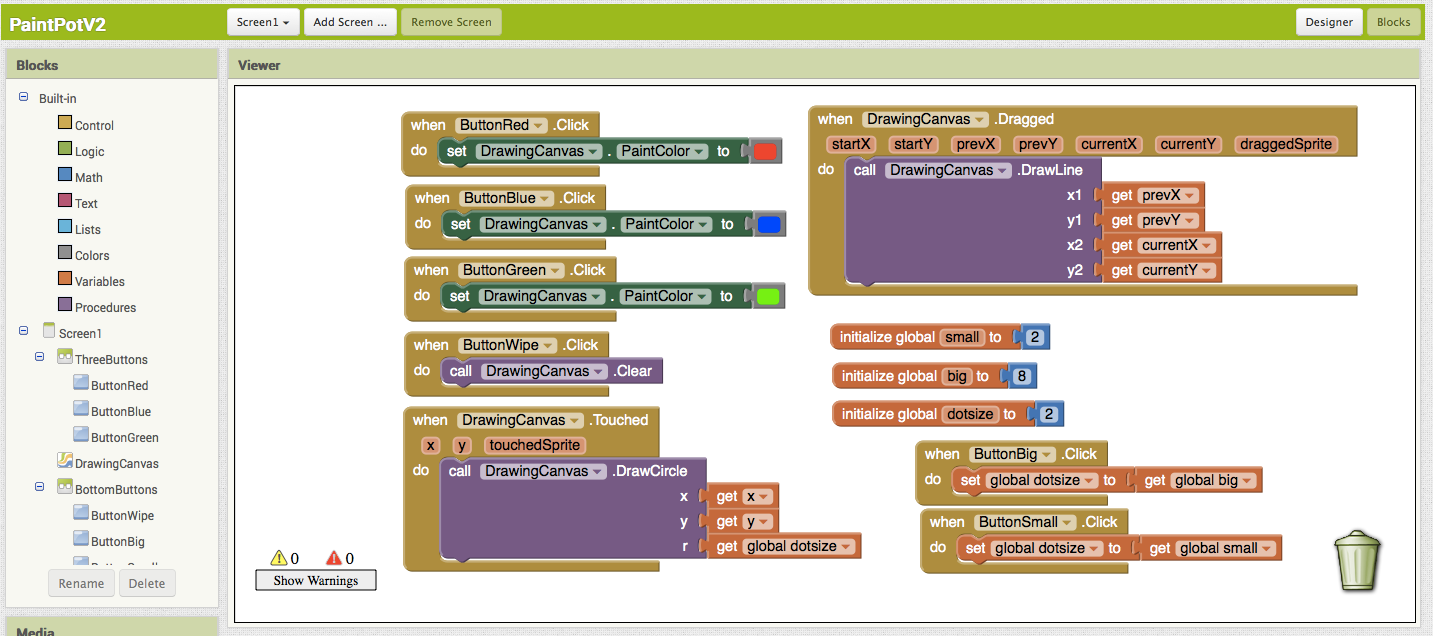 PaintPotV2
Screen1
Add Screen ...
Remove Screen
Designer
Blocks
Blocks
Built-in
Control
Logic
Math
Text
Lists
Colors
Variables
Procedures
Screen1
ThreeButtons
ButtonRed
ButtonBlue
ButtonGreen
DrawingCanvas
BottomButtons
ButtonWipe
ButtonBig
Rename
Delete
Media
Viewer
when ButtonRed .Click
do set DrawingCanvas . PaintColor to
when ButtonBlue .Click
do set DrawingCanvas . PaintColor to
when ButtonGreen .Click
do set DrawingCanvas . PaintColor to
when ButtonWipe .Click
do call DrawingCanvas .Clear
when DrawingCanvas .Touched
x y touchedSprite
do call DrawingCanvas .DrawCircle
x get x
y get y
r get global dotsize
0 0
Show Warnings
when DrawingCanvas .Dragged
startX startY prevX prevY currentX currentY draggedSprite
do call DrawingCanvas .DrawLine
x1 get prevX
y1 get prevY
x2 get currentX
y2 get currentY
initialize global small to 2
initialize global big to 8
initialize global dotsize to 2
when ButtonBig .Click
do set global dotsize to get global big
when ButtonSmall .Click
do set global dotsize to get global small